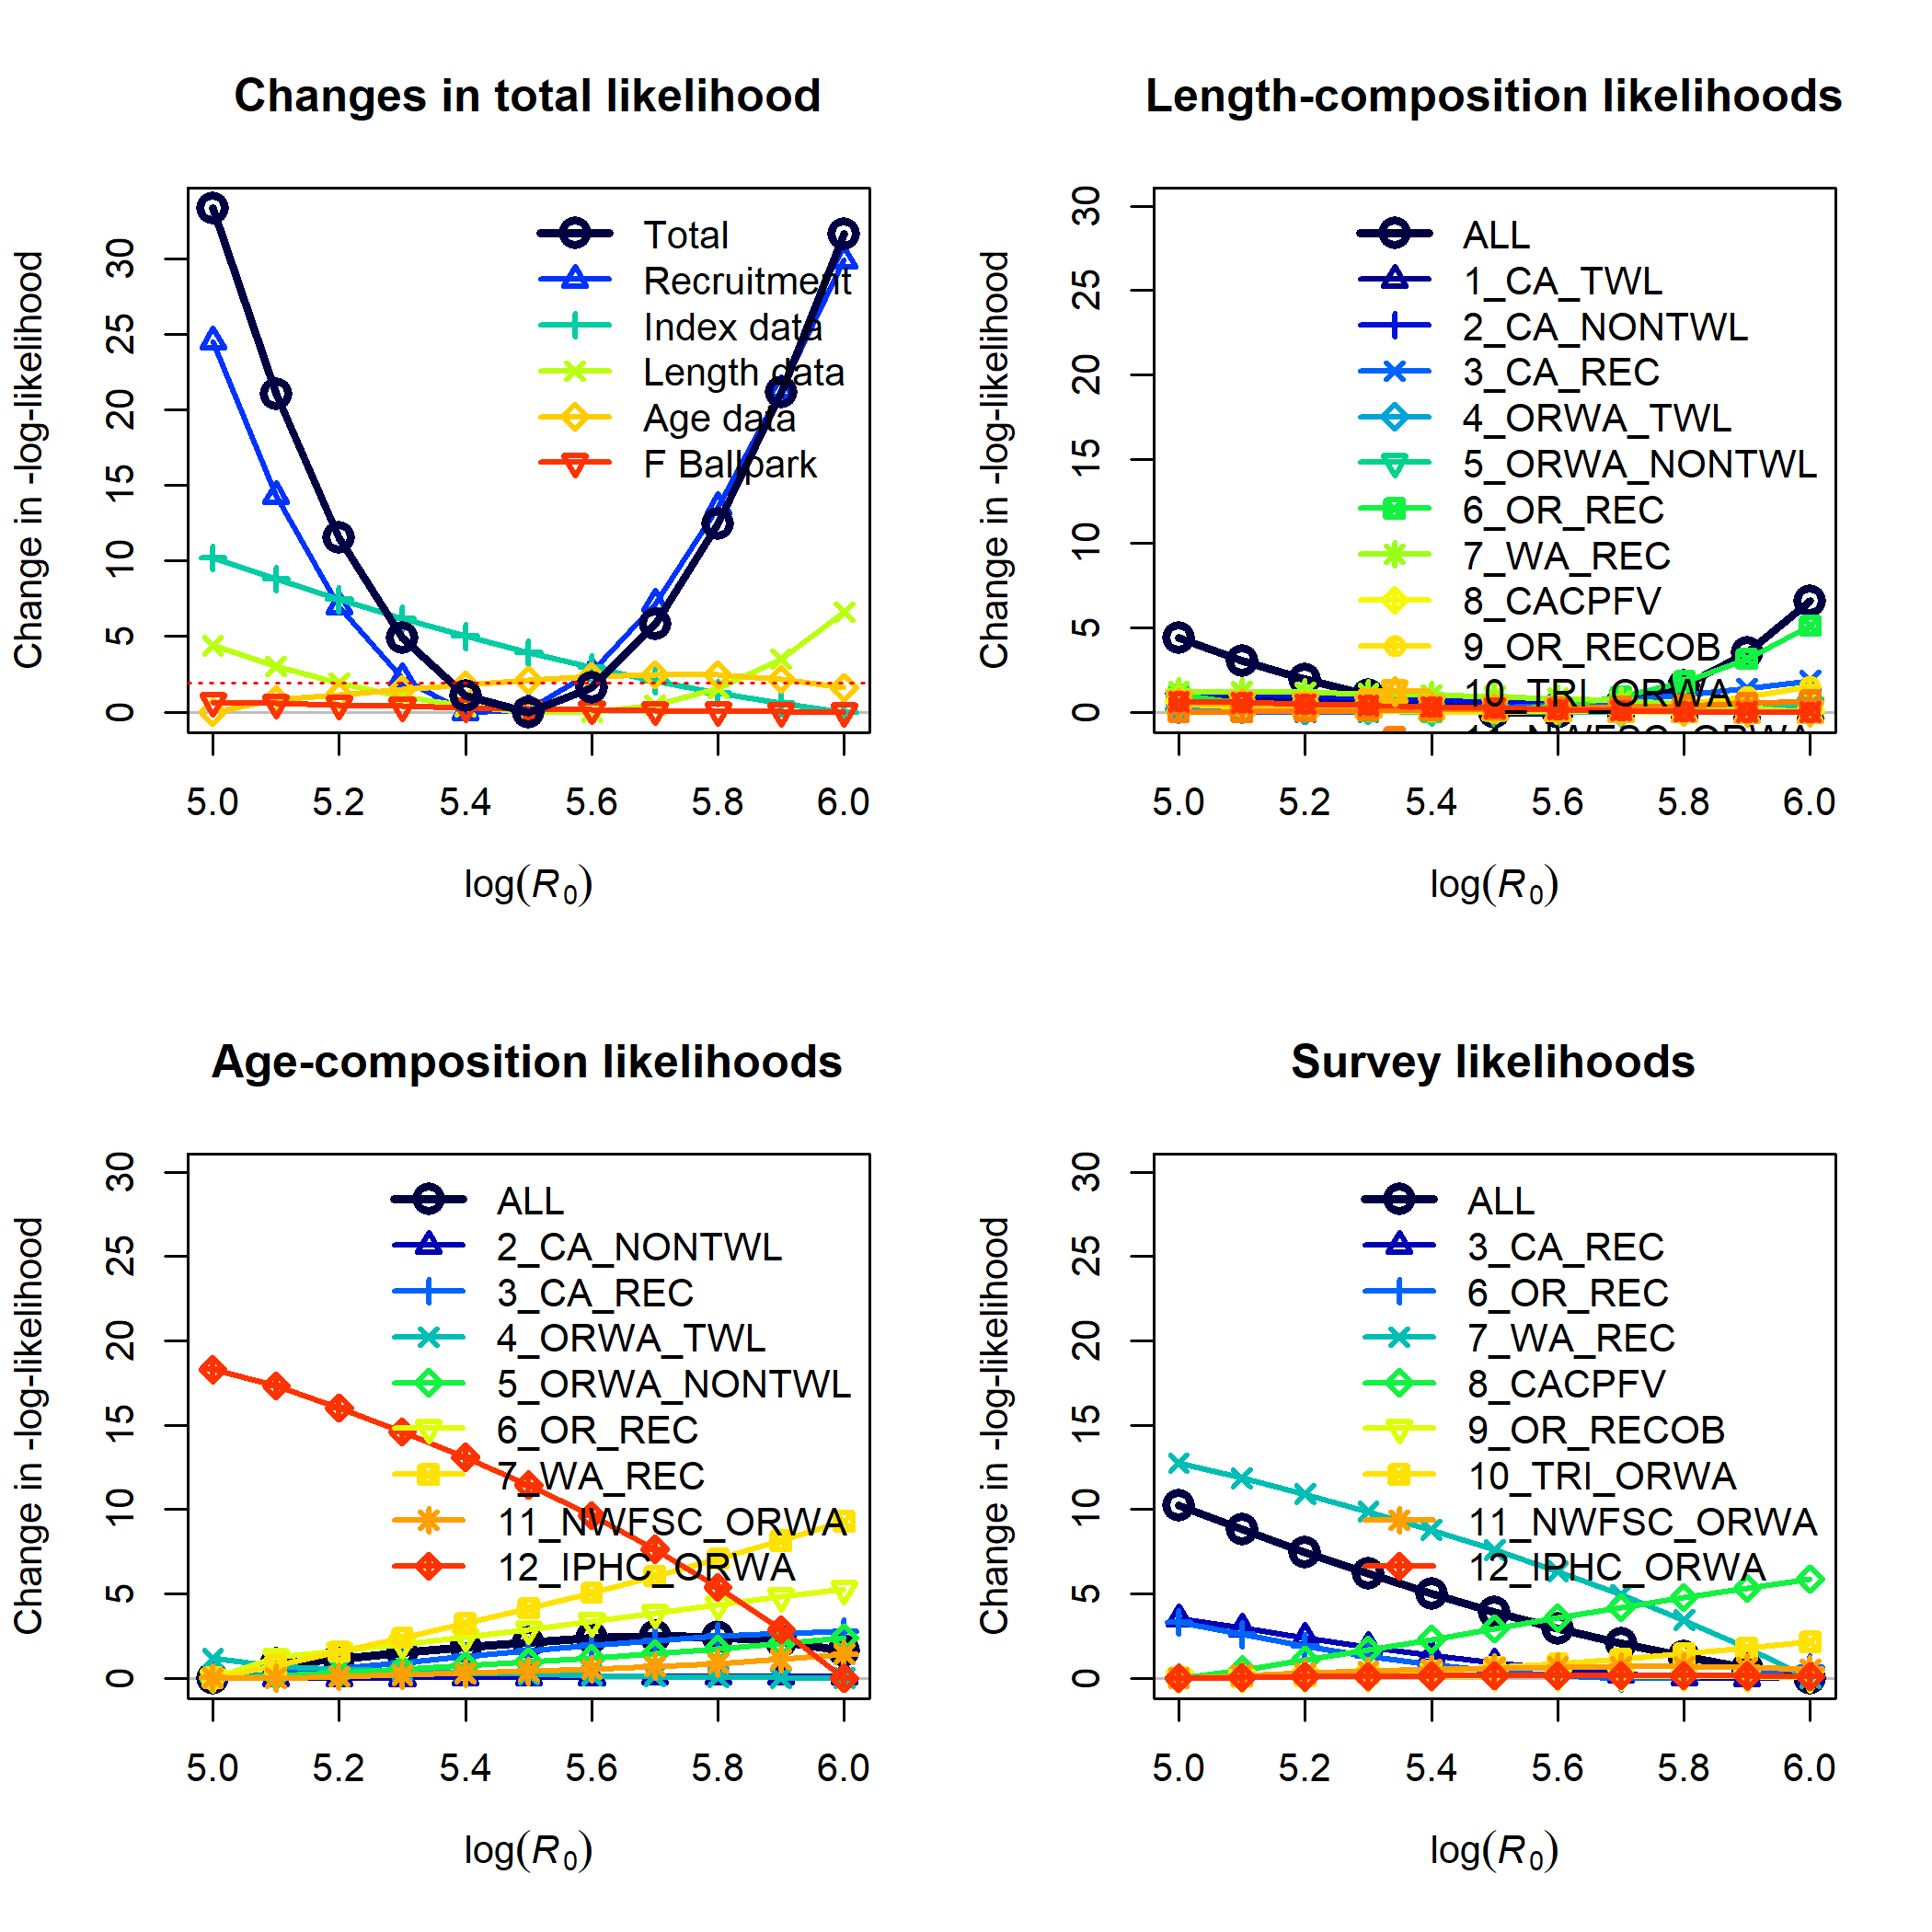 Changes in total likelihood
Change in -log-likelihood
0 5 10 15 20 25 30
Total
Recruitment
Index data
Length data
Age data
F Ballpark
5.0 5.2 5.4 5.6 5.8 6.0
log(R0)
Length-composition likelihoods
Change in -log-likelihood
0 5 10 15 20 25 30
ALL
1_CA_TWL
2_CA_NONTWL
3_CA_REC
4_ORWA_TWL
5_ORWA_NONTWL
6_OR_REC
7_WA_REC
8_CACPFV
9_OR_RECOB
10_TRI_ORWA
11_NWFSC_ORWA
5.0 5.2 5.4 5.6 5.8 6.0
log(R0)
Age-composition likelihoods
Change in -log-likelihood
0 5 10 15 20 25 30
ALL
2_CA_NONTWL
3_CA_REC
4_ORWA_TWL
5_ORWA_NONTWL
6_OR_REC
7_WA_REC
11_NWFSC_ORWA
12_IPHC_ORWA
5.0 5.2 5.4 5.6 5.8 6.0
log(R0)
Survey likelihoods
Change in -log-likelihood
0 5 10 15 20 25 30
ALL
3_CA_REC
6_OR_REC
7_WA_REC
8_CACPFV
9_OR_RECOB
10_TRI_ORWA
11_NWFSC_ORWA
12_IPHC_ORWA
5.0 5.2 5.4 5.6 5.8 6.0
log(R0)